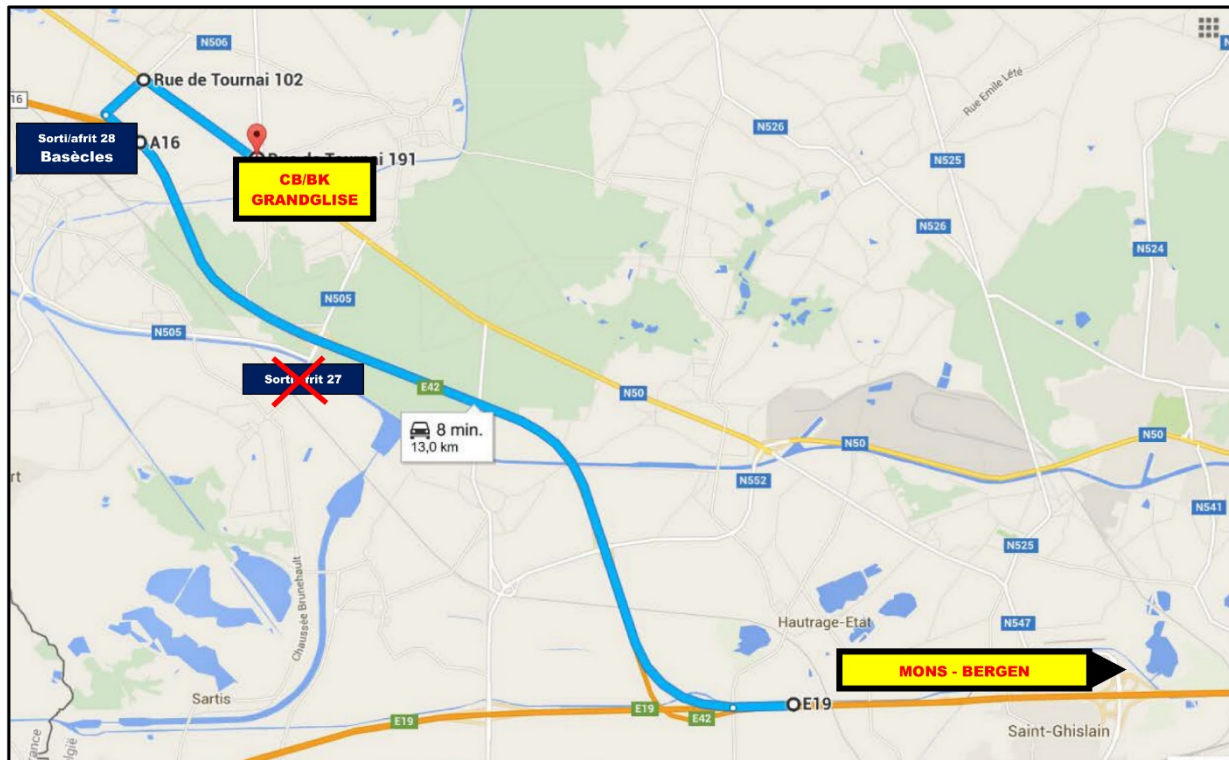 N506
Rue de Tournai 102
16
Sorti/afrit 28
Basècles
A16
Rue de Tournai 191
CB/BK
GRANDGLISE
Rue Emile Lété
N526
N525
N526
N524
N505
N505
Sorti/afrit 27
E42
8 min.
13,0 km
N50
N50
N50
N552
N541
N525
Chaussée Brunehault
Hautrage-Etat
N547
MONS - BERGEN
Sartis
E19
E19
E42
E19
Saint-Ghislain